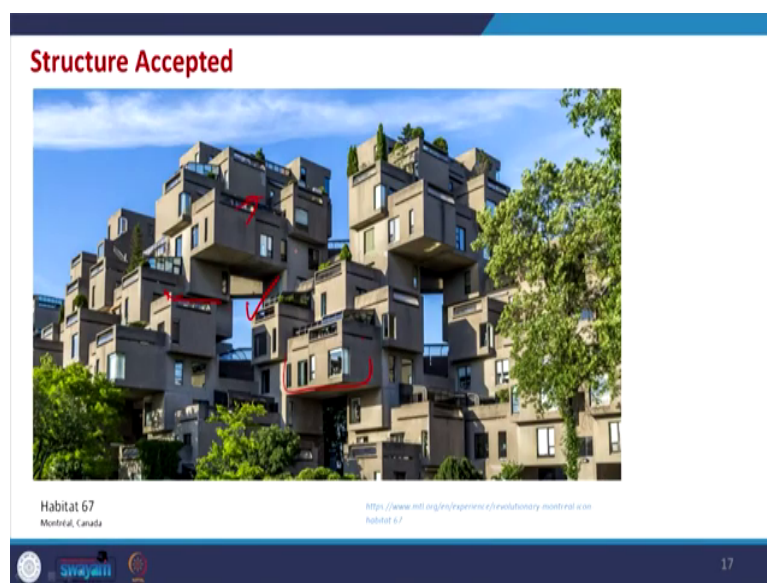 Structure Accepted
Habitat 67
Montréal, Canada
https://www.mtl.org/en/experience/revolutionary-montreal-icon
habitat 67
swayam
17